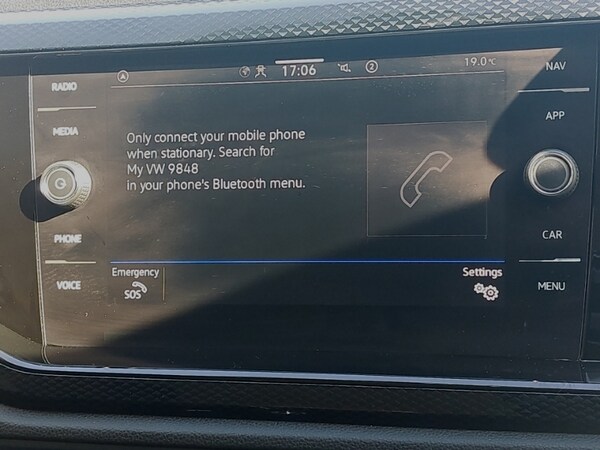 17:06
2
19.0°C
RADIO
MEDIA
PHONE
VOICE
NAV
APP
CAR
MENU
Only connect your mobile phone
when stationary. Search for
My VW 9848
in your phone's Bluetooth menu.
Emergency
SOS
Settings